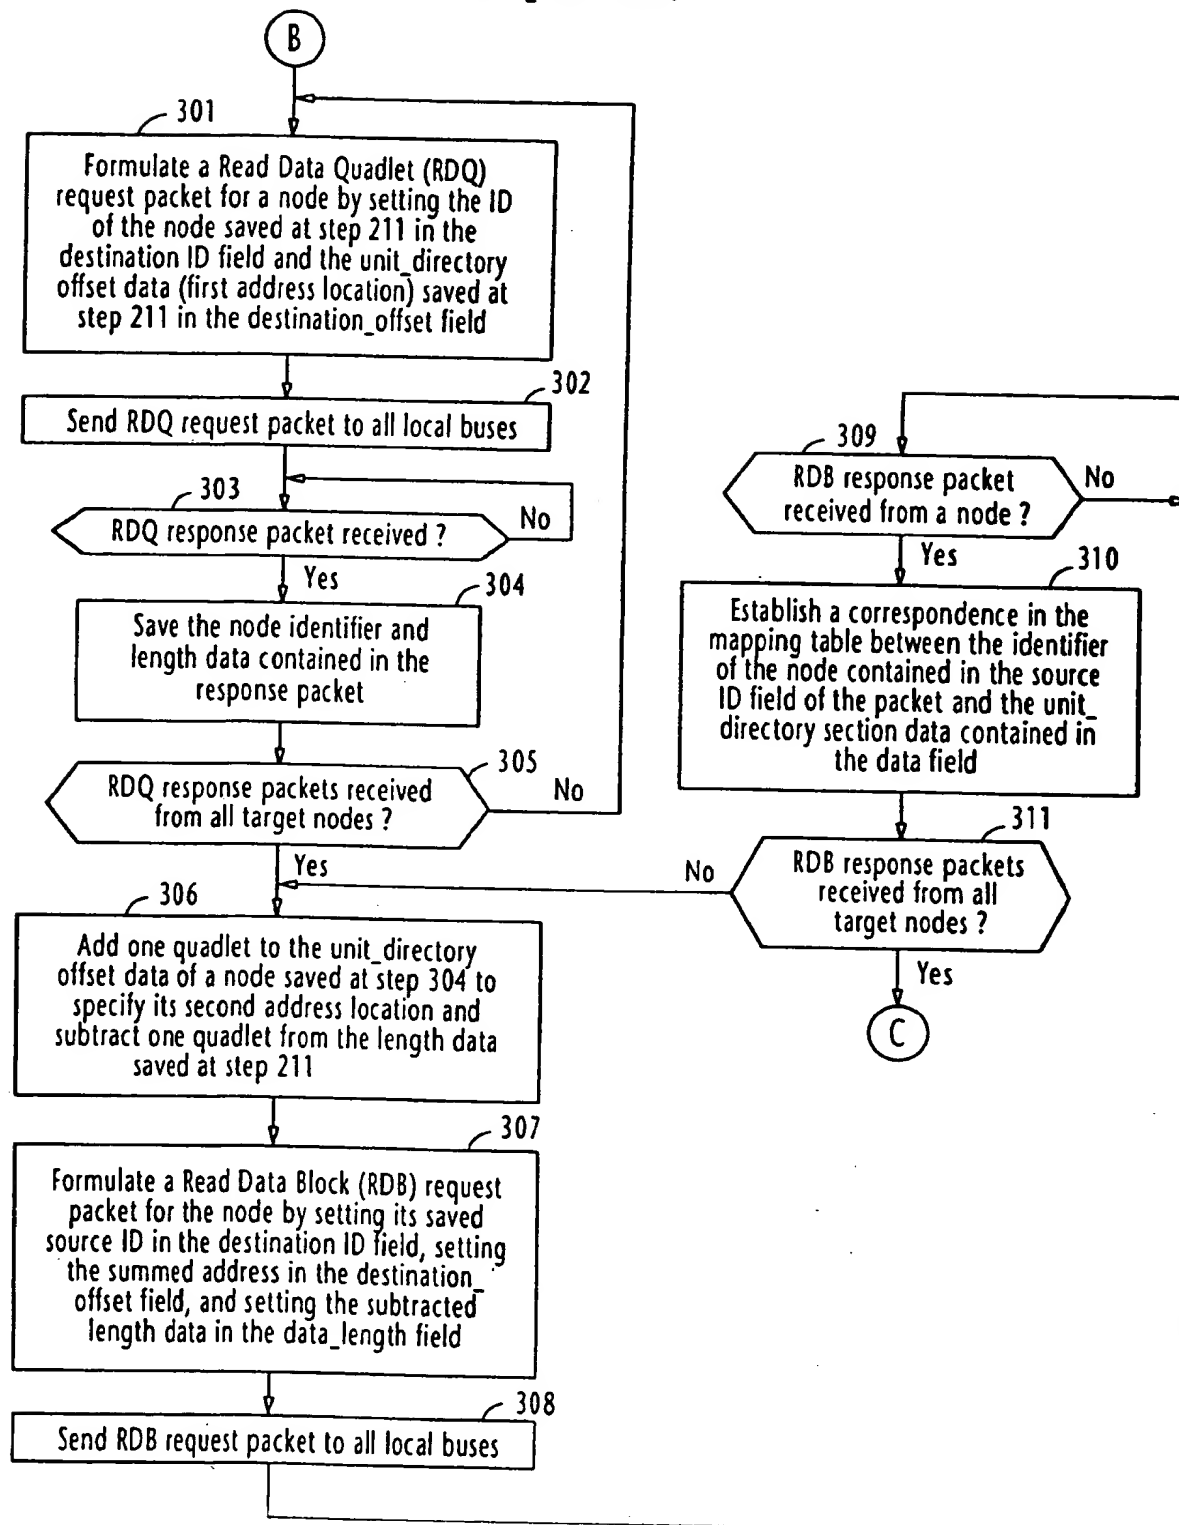 B
301
Formulate a Read Data Quadlet (RDQ)
request packet for a node by setting the ID
of the node saved at step 211 in the
destination ID field and the unit_directory
offset data (first address location) saved at
step 211 in the destination_offset field
302
Send RDQ request packet to all local buses
303
RDQ response packet received ?
No
Yes
304
Save the node identifier and
length data contained in the
response packet
305
RDQ response packets received
from all target nodes ?
No
Yes
306
Add one quadlet to the unit_directory
offset data of a node saved at step 304 to
specify its second address location and
subtract one quadlet from the length data
saved at step 211
307
Formulate a Read Data Block (RDB) request
packet for the node by setting its saved
source ID in the destination ID field, setting
the summed address in the destination_
offset field, and setting the subtracted
length data in the data_length field
308
Send RDB request packet to all local buses
309
RDB response packet
received from a node ?
No
Yes
310
Establish a correspondence in the
mapping table between the identifier
of the node contained in the source
ID field of the packet and the unit_
directory section data contained in
the data field
311
RDB response packets
received from all
target nodes ?
No
Yes
C